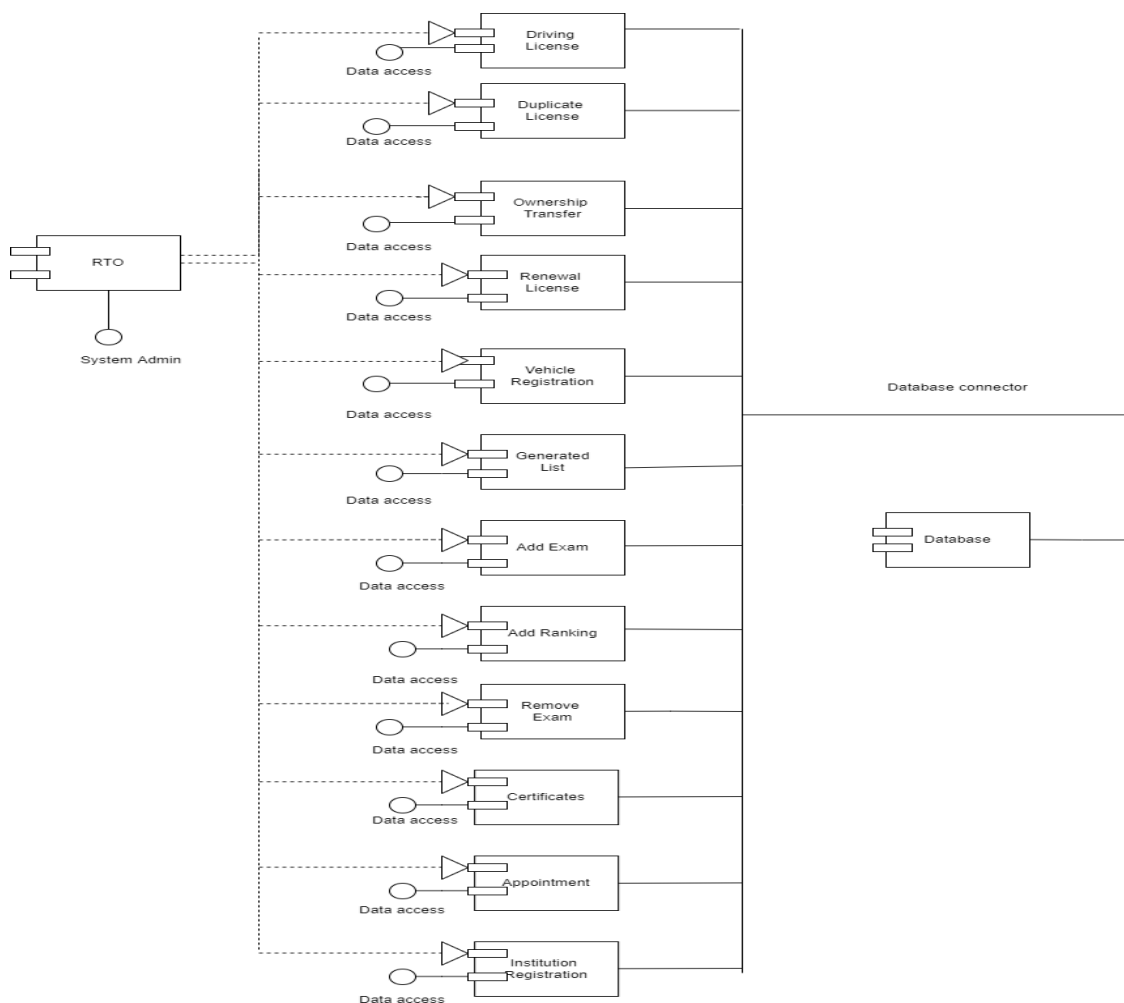 Driving
License
Data access
Duplicate
License
Data access
Ownership
Transfer
Data access
RTO
System Admin
Renewal
License
Data access
Vehicle
Registration
Data access
Database connector
Generated
List
Data access
Add Exam
Data access
Database
Add Ranking
Data access
Remove
Exam
Data access
Certificates
Data access
Appointment
Data access
Institution
Registration
Data access